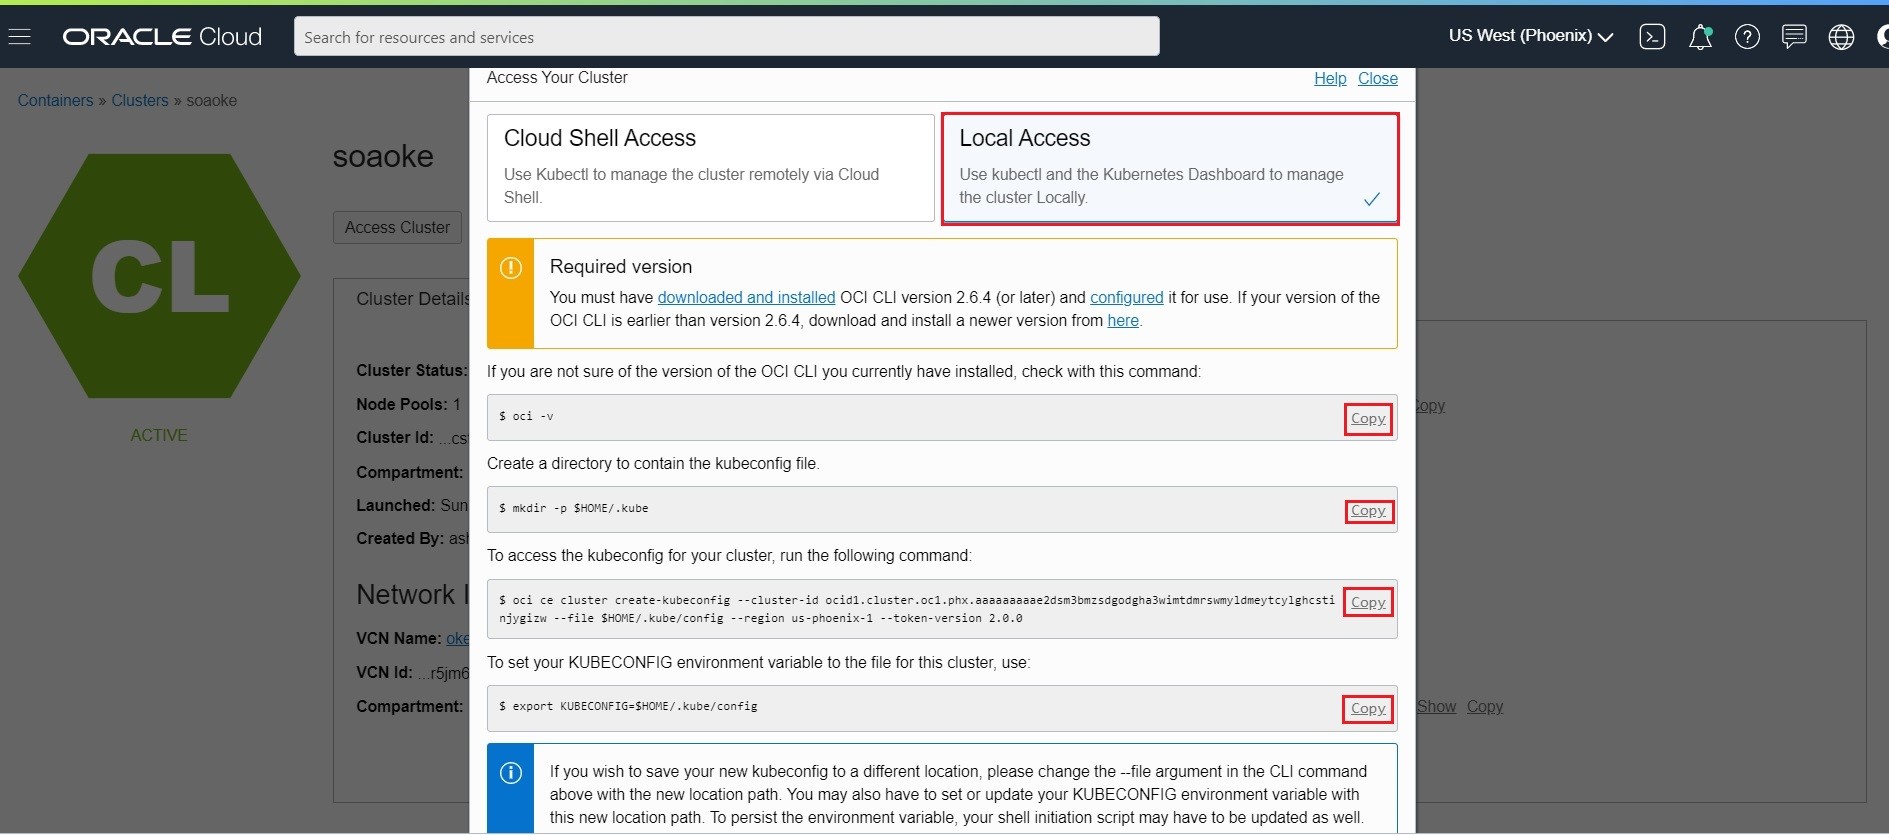 ORACLE Cloud
Search for resources and services
US West (Phoenix)
Containers » Clusters » soaoke
CL
ACTIVE
soaoke
Access Cluster
Cluster Details
Cluster Status:
Node Pools: 1
Cluster Id: ...cs
Compartment:
Launched: Sun
Created By: as
Network
VCN Name: oke
VCN Id: ...r5jm6
Compartment:
Access Your Cluster
Help Close
Cloud Shell Access
Use Kubectl to manage the cluster remotely via Cloud
Shell.
Local Access
Use kubectl and the Kubernetes Dashboard to manage
the cluster Locally.
Required version
You must have downloaded and installed OCI CLI version 2.6.4 (or later) and configured it for use. If your version of the
OCI CLI is earlier than version 2.6.4, download and install a newer version from here.
If you are not sure of the version of the OCI CLI you currently have installed, check with this command:
$ oci -v
Copy
Create a directory to contain the kubeconfig file.
$ mkdir -p $HOME/.kube
Copy
To access the kubeconfig for your cluster, run the following command:
$ oci ce cluster create-kubeconfig --cluster-id ocid1.cluster.oc1.phx.aaaaaaaaae2dsm3bmzsdgodgha3wimtdmrswmyldmeytcylghcsti
njygizw --file $HOME/.kube/config --region us-phoenix-1 --token-version 2.0.0
Copy
To set your KUBECONFIG environment variable to the file for this cluster, use:
$ export KUBECONFIG=$HOME/.kube/config
Copy
If you wish to save your new kubeconfig to a different location, please change the --file argument in the CLI command
above with the new location path. You may also have to set or update your KUBECONFIG environment variable with
this new location path. To persist the environment variable, your shell initiation script may have to be updated as well.
Copy
Show Copy